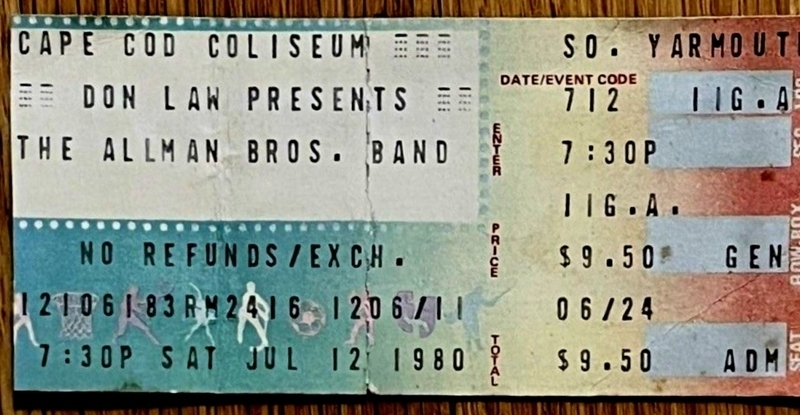 CAPE COD COLISEUM
DON LAW PRESENTS
THE ALLMAN BROS. BAND
NO REFUNDS/EXCH.
12106183RM2416 1206/11
7:30P SAT JUL 12 1980
SO. YARMOUT
DATE/EVENT CODE
712 11G.A
ENTER
7:30P
11G.A.
PRICE
$9.50 GEN
06/24
TOTAL
$9.50 ADM
BOX
SEAT